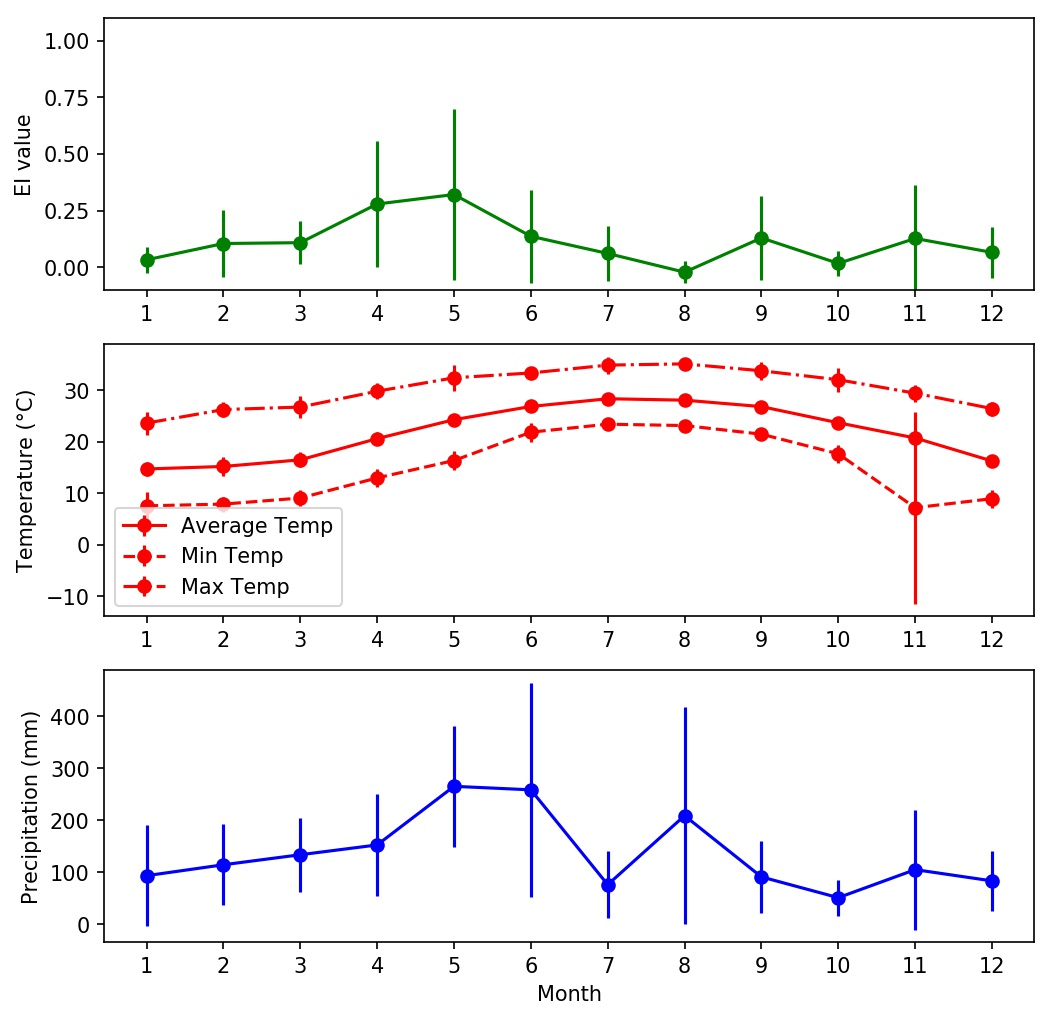 1.00
0.75
0.50
0.25
0.00
EI value
1 2 3 4 5 6 7 8 9 10 11 12
30
20
10
0
−10
Temperature (°C)
Average Temp
Min Temp
Max Temp
1 2 3 4 5 6 7 8 9 10 11 12
400
300
200
100
0
Precipitation (mm)
1 2 3 4 5 6 7 8 9 10 11 12
Month